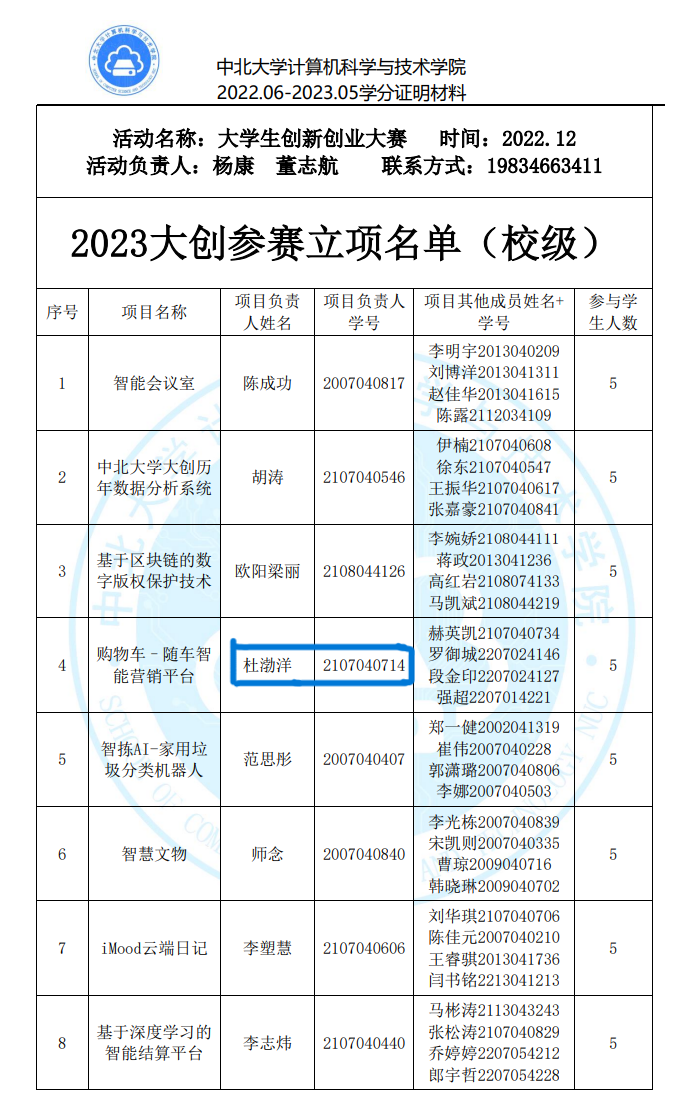 中北大学计算机科学与技术学院
2022.06-2023.05学分证明材料
活动名称：大学生创新创业大赛 时间：2022.12
活动负责人：杨康 董志航 联系方式：19834663411
2023大创参赛立项名单（校级）
序号
项目名称
项目负责
人姓名
项目负责人
学号
项目其他成员姓名+
学号
参与学
生人数
1
智能会议室
陈成功
2007040817
李明宇2013040209
刘博洋2013041311
赵佳华2013041615
陈露2112034109
5
2
中北大学大创历
年数据分析系统
胡涛
2107040546
伊楠2107040608
徐东2107040547
王振华2107040617
张嘉豪2107040841
5
3
基于区块链的数
字版权保护技术
欧阳梁丽
2108044126
李婉娇2108044111
蒋政2013041236
高红岩2108074133
马凯斌2108044219
5
4
购物车–随车智
能营销平台
杜渤洋
2107040714
赫英凯2107040734
罗御城2207024146
段金印2207024127
强超2207014221
5
5
智拣AI-家用垃
圾分类机器人
范思彤
2007040407
郑一健2002041319
崔伟2007040228
郭潇璐2007040806
李娜2007040503
5
6
智慧文物
师念
2007040840
李光栋2007040839
宋凯则2007040335
曹琼2009040716
韩晓琳2009040702
5
7
iMood云端日记
李塑慧
2107040606
刘华琪2107040706
陈佳元2007040210
王睿骐2013041736
闫书铭2213041213
5
8
基于深度学习的
智能结算平台
李志炜
2107040440
马彬涛2113043243
张松涛2107040829
乔婷婷2207054212
郎宇哲2207054228
5